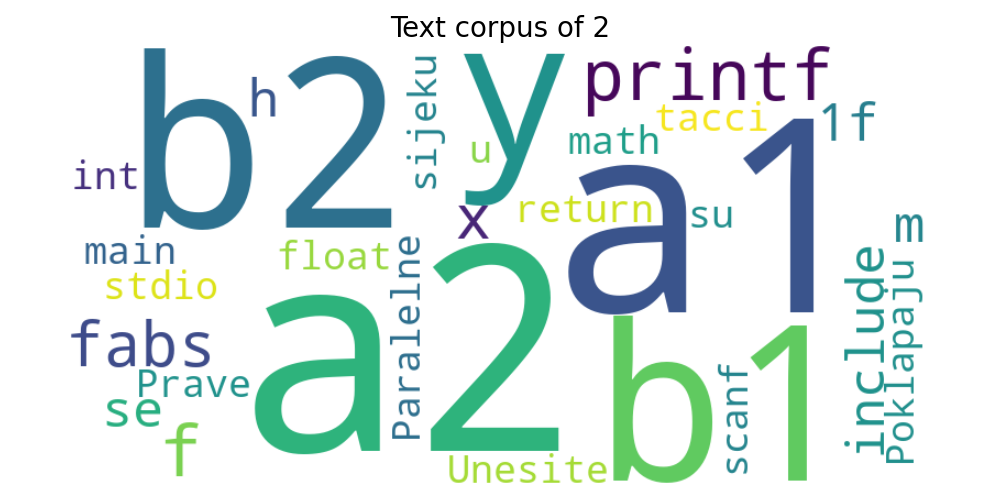 Text corpus of 2
b2
y
printf
h
sijeku
tacci
1f
math
u
a1
int
x
return
su
m
main
float
Paralelne
stdio
a2
include
Poklapaju
fabs
b1
Prave
scanf
se
f
Unesite